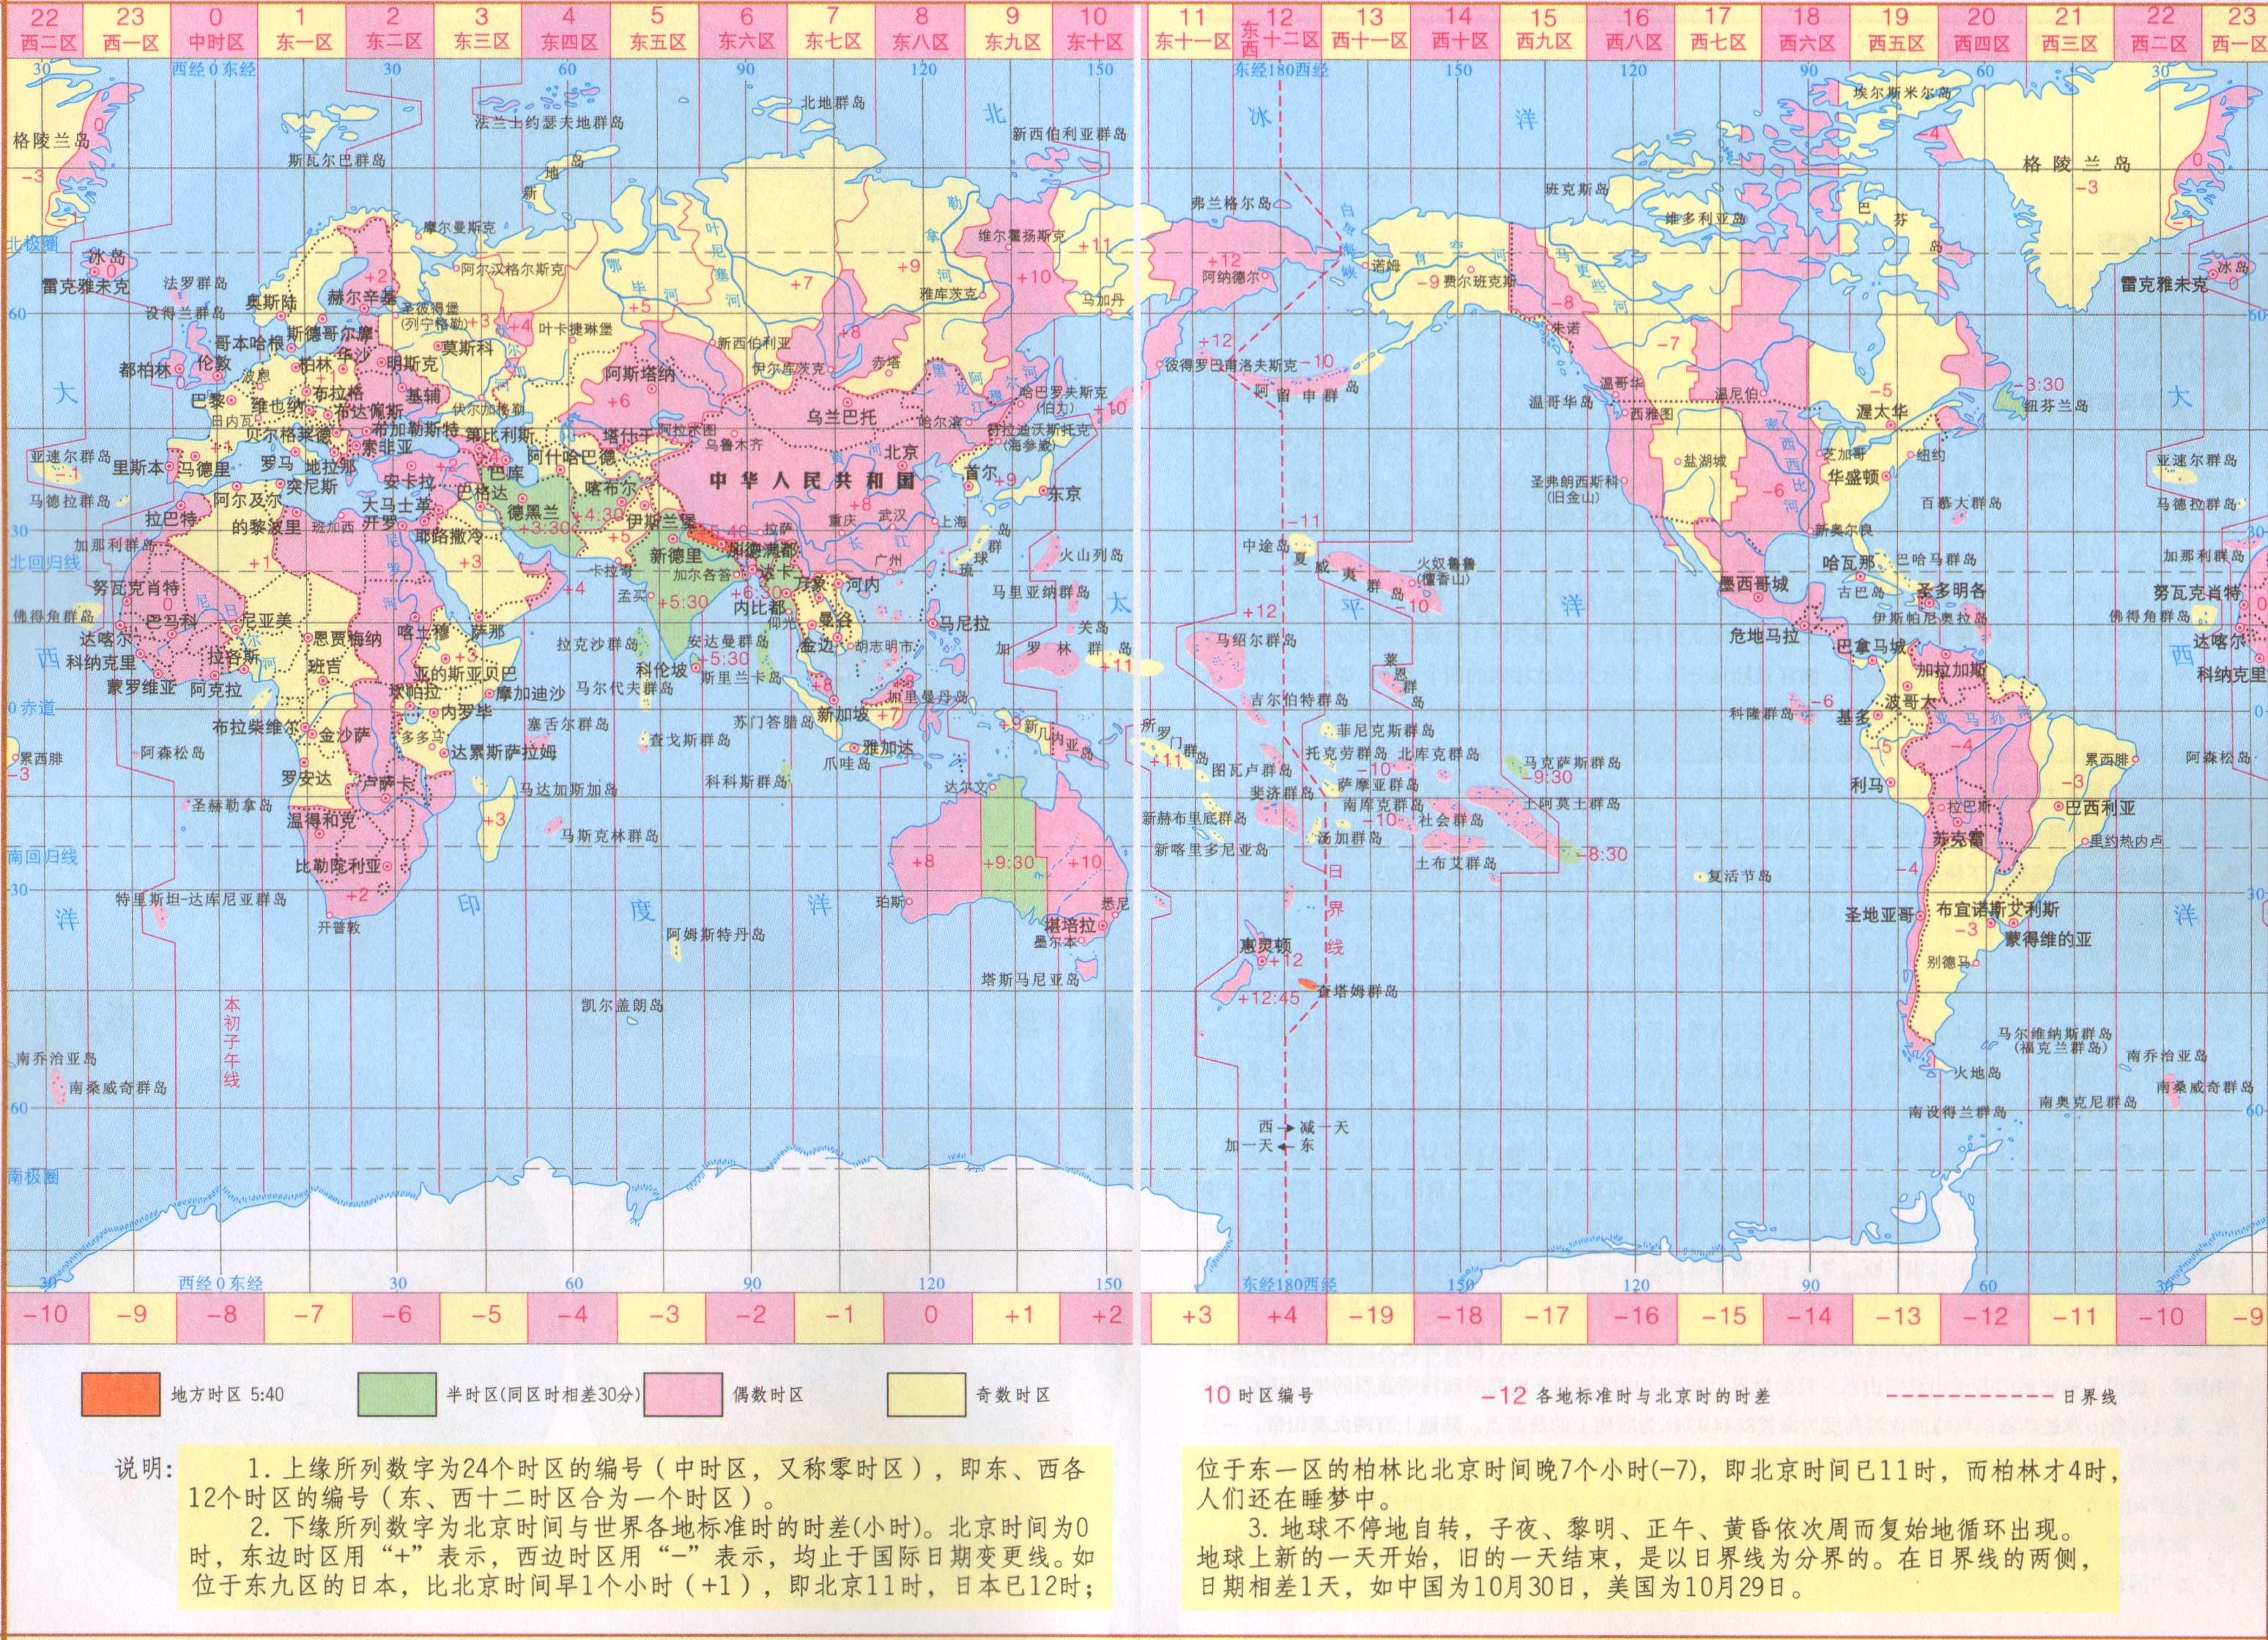 22 23 0 1 2 3 4 5 6 7 8 9 10 11 12 13 14 15 16 17 18 19 20 21 22 23
西二区 西一区 中时区 东一区 东二区 东三区 东四区 东五区 东六区 东七区 东八区 东九区 东十区 东十一区 东西十二区 西十一区 西十区 西九区 西八区 西七区 西六区 西五区 西四区 西三区 西二区 西一区
30 西经0东经 30 60 90 120 150 东经180西经 150 120 90 60 30
北 冰 洋
北地群岛
埃尔斯米尔岛
法兰士约瑟夫地群岛
新西伯利亚群岛
格陵兰岛
斯瓦尔巴群岛
新地岛
格陵兰岛
-3
0
-4
-3
0
-1
班克斯岛
弗兰格尔岛
维多利亚岛
巴芬岛
白令海峡
摩尔曼斯克
维尔霍扬斯克
+11
北极圈
冰岛
0
雷克雅未克
法罗群岛
+2
阿尔汉格尔斯克
鄂毕河
叶尼塞河
勒拿河
+7
+9
+10
雅库茨克
马加丹
+12
阿纳德尔
诺姆
育空河
-9
费尔班克斯
马更些河
-8
朱诺
冰岛
0
雷克雅未克
奥斯陆
赫尔辛基
设得兰群岛
60
圣彼得堡
(列宁格勒)
+3
+4
+5
叶卡捷琳堡
哥本哈根
斯德哥尔摩
莫斯科
新西伯利亚
+8
伊尔库茨克
赤塔
+12
彼得罗巴甫洛夫斯克
-10
阿留申群岛
-7
都柏林
伦敦
柏林
华沙
明斯克
阿斯塔纳
黑龙江
阿穆尔河
哈巴罗夫斯克
(伯力)
+10
温哥华
温哥华岛
西雅图
温尼伯
-5
渥太华
-3:30
纽芬兰岛
大
巴黎
波恩
布拉格
基辅
维也纳
布达佩斯
伏尔加格勒
+6
乌兰巴托
哈尔滨
符拉迪沃斯托克
(海参崴)
日内瓦
贝尔格莱德
布加勒斯特
索非亚
第比利斯
塔什干
阿拉木图
乌鲁木齐
北京
+1
亚速尔群岛
-1
里斯本
马德里
罗马
地拉那
安卡拉
+2
+4
巴库
阿什哈巴德
中华人民共和国
首尔
+9
东京
圣弗朗西斯科
(旧金山)
盐湖城
密西西比河
-6
芝加哥
纽约
华盛顿
亚速尔群岛
马德拉群岛
阿尔及尔
突尼斯
大马士革
巴格达
喀布尔
德黑兰
+3:30
+4:30
伊斯兰堡
+8
重庆
武汉
上海
-11
新奥尔良
百慕大群岛
马德拉群岛
拉巴特
的黎波里
班加西
开罗
耶路撒冷
+5
新德里
5:40
拉萨
加德满都
长江
广州
琉球群岛
火山列岛
中途岛
夏威夷群岛
火奴鲁鲁
(檀香山)
-10
哈瓦那
巴哈马群岛
加那利群岛
北回归线
加那利群岛
+1
+3
尼罗河
卡拉奇
加尔各答
达卡
万象
河内
马里亚纳群岛
太
平
洋
墨西哥城
古巴岛
圣多明各
伊斯帕尼奥拉岛
努瓦克肖特
努瓦克肖特
0
+4
孟买
+5:30
+6:30
内比都
仰光
曼谷
佛得角群岛
巴马科
尼日尔河
尼亚美
恩贾梅纳
喀土穆
萨那
拉克沙群岛
安达曼群岛
金边
胡志明市
马尼拉
关岛
+12
马绍尔群岛
危地马拉
佛得角群岛
达喀尔
达喀尔
科纳克里
拉各斯
班吉
+3
亚的斯亚贝巴
科伦坡
+5:30
斯里兰卡岛
加罗林群岛
+11
莱恩群岛
巴拿马城
加拉加斯
西
科纳克里
西
蒙罗维亚
阿克拉
坎帕拉
摩加迪沙
马尔代夫群岛
+8
加里曼丹岛
吉尔伯特群岛
波哥大
0赤道
布拉柴维尔
金沙萨
内罗毕
塞舌尔群岛
苏门答腊岛
新加坡
+7
+9
新几内亚岛
所罗门群岛
+11
菲尼克斯群岛
科隆群岛
-6
基多
亚马孙河
阿森松岛
多多马
达累斯萨拉姆
查戈斯群岛
雅加达
爪哇岛
图瓦卢群岛
托克劳群岛
北库克群岛
-10
马克萨斯群岛
-9:30
-5
-4
累西腓
阿森松岛
累西腓
-3
罗安达
卢萨卡
马达加斯加岛
科科斯群岛
达尔文
斐济群岛
萨摩亚群岛
利马
-3
巴西利亚
圣赫勒拿岛
温得和克
+3
马斯克林群岛
新赫布里底群岛
南库克群岛
-10
社会群岛
土阿莫土群岛
汤加群岛
拉巴斯
苏克雷
里约热内卢
南回归线
比勒陀利亚
+8
+9:30
+10
新喀里多尼亚岛
土布艾群岛
-8:30
复活节岛
-4
30
特里斯坦-达库尼亚群岛
+2
开普敦
印
度
洋
珀斯
悉尼
堪培拉
墨尔本
日界线
圣地亚哥
布宜诺斯艾利斯
-3
蒙得维的亚
洋
洋
阿姆斯特丹岛
塔斯马尼亚岛
惠灵顿
+12
+12:45
查塔姆群岛
别德马
本初子午线
凯尔盖朗岛
马尔维纳斯群岛
(福克兰群岛)
南乔治亚岛
南乔治亚岛
南桑威奇群岛
火地岛
南桑威奇群岛
南设得兰群岛
南奥克尼群岛
60
60
西→减一天
加一天←东
南极圈
30 西经0东经 30 60 90 120 150 东经180西经 150 120 90 60 30
-10 -9 -8 -7 -6 -5 -4 -3 -2 -1 0 +1 +2 +3 +4 -19 -18 -17 -16 -15 -14 -13 -12 -11 -10 -9
地方时区 5:40 半时区(同区时相差30分) 偶数时区 奇数时区 10 时区编号 -12 各地标准时与北京时的时差 日界线
说明: 1. 上缘所列数字为24个时区的编号（中时区，又称零时区），即东、西各
12个时区的编号（东、西十二时区合为一个时区）。
2. 下缘所列数字为北京时间与世界各地标准时的时差(小时)。北京时间为0
时，东边时区用“+”表示，西边时区用“-”表示，均止于国际日期变更线。如
位于东九区的日本，比北京时间早1个小时（+1），即北京11时，日本已12时；
位于东一区的柏林比北京时间晚7个小时(-7)，即北京时间已11时，而柏林才4时，
人们还在睡梦中。
3. 地球不停地自转，子夜、黎明、正午、黄昏依次周而复始地循环出现。
地球上新的一天开始，旧的一天结束，是以日界线为分界的。在日界线的两侧，
日期相差1天，如中国为10月30日，美国为10月29日。